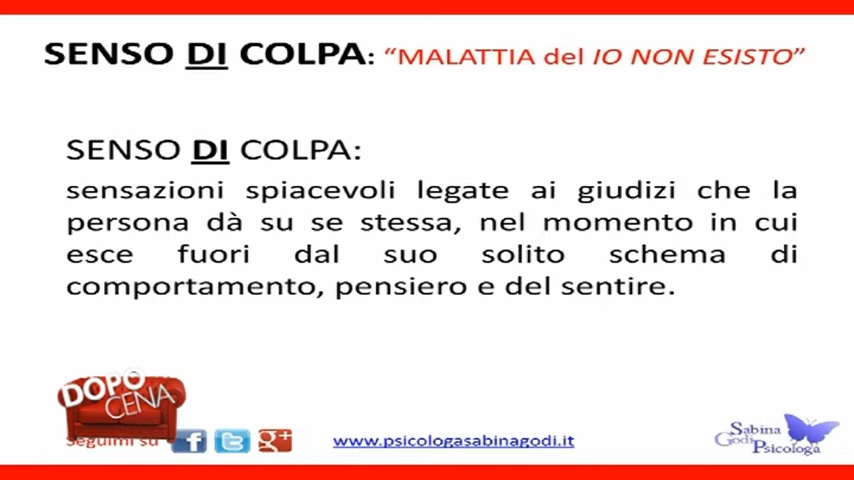 SENSO DI COLPA: “MALATTIA del IO NON ESISTO”
SENSO DI COLPA:
sensazioni spiacevoli legate ai giudizi che la
persona dà su se stessa, nel momento in cui
esce fuori dal suo solito schema di
comportamento, pensiero e del sentire.
DOPO
CENA
Seguimi su
www.psicologasabinagodi.it
Sabina
Godi Psicologa